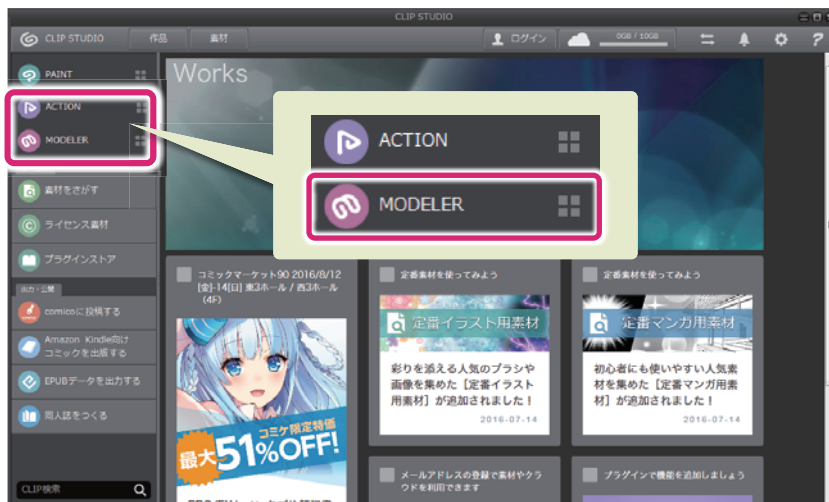 CLIP STUDIO
CLIP STUDIO
作品
素材
ログイン
0GB / 10GB
?
PAINT
ACTION
MODELER
素材をさがす
ライセンス素材
プラグインストア
出力・公開
comicoに投稿する
Amazon Kindle向け
コミックを出版する
EPUBデータを出力する
同人誌をつくる
CLIP検索
Works
ACTION
MODELER
コミックマーケット90 2016/8/12
[金]-14[日] 東3ホール / 西3ホール
(4F)
コミケ限定特価
最大51%OFF!
定番素材を使ってみよう
定番イラスト用素材
彩りを添える人気のブラシや
画像を集めた［定番イラスト
用素材］が追加されました！
2016-07-14
定番素材を使ってみよう
定番マンガ用素材
初心者にも使いやすい人気素
材を集めた［定番マンガ用素
材］が追加されました！
2016-07-14
メールアドレスの登録で素材やクラ
ウドを利用できます
プラグインで機能を追加しましょう